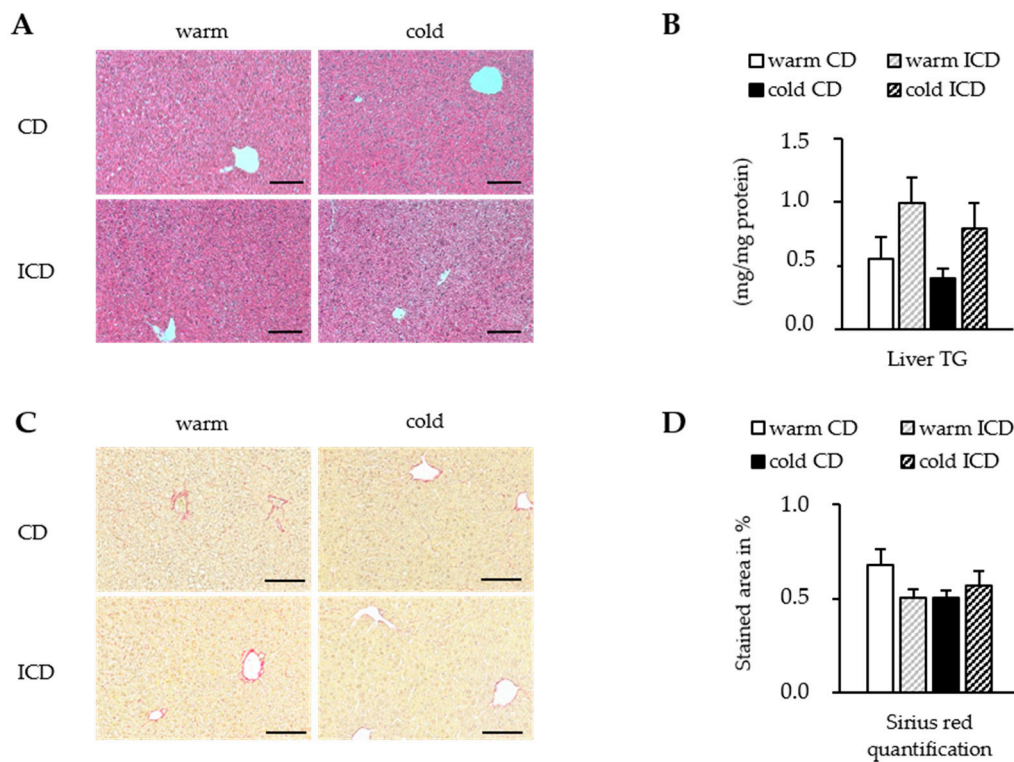 A
warm
cold
CD
ICD
B
warm CD
warm ICD
cold CD
cold ICD
1.5
1.0
0.5
0.0
(mg/mg protein)
Liver TG
C
warm
cold
CD
ICD
D
warm CD
warm ICD
cold CD
cold ICD
1.0
0.5
0.0
Stained area in %
Sirius red
quantification